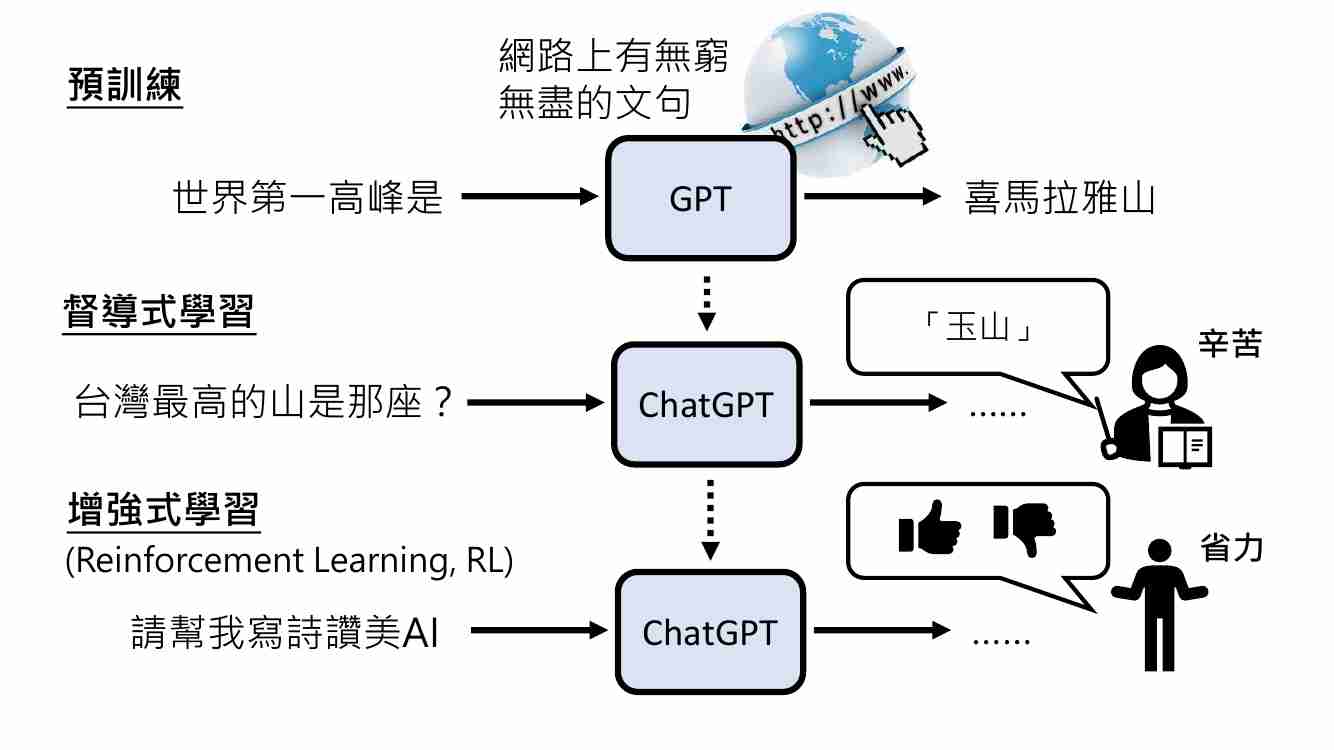 預訓練
網路上有無窮
無盡的文句
http://www.
世界第一高峰是
GPT
喜馬拉雅山
督導式學習
「玉山」
辛苦
台灣最高的山是那座？
ChatGPT
……
增強式學習
(Reinforcement Learning, RL)
省力
請幫我寫詩讚美AI
ChatGPT
……